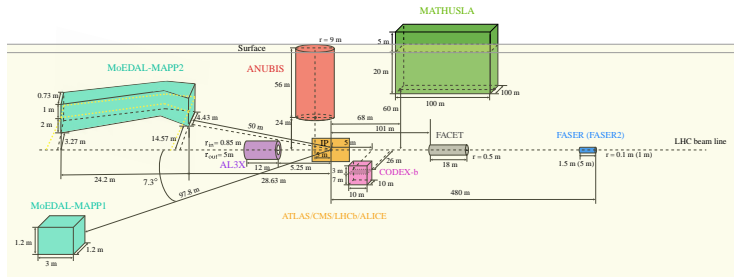 MATHUSLA
r = 9 m
Surface
5 m
MoEDAL-MAPP2
ANUBIS
20 m
0.73 m
56 m
100 m
1 m
100 m
2 m
4.43 m
24 m
60 m
68 m
50 m
101 m
3.27 m
14.57 m
r_in= 0.85 m
r_out= 5m
IP
5 m
5 m
FACET
r = 0.5 m
18 m
FASER (FASER2)
LHC beam line
r = 0.1 m (1 m)
1.5 m (5 m)
AL3X
12 m
5.25 m
26 m
3 m
7 m
CODEX-b
10 m
10 m
24.2 m
7.3°
28.63 m
97.8 m
480 m
MoEDAL-MAPP1
ATLAS/CMS/LHCb/ALICE
1.2 m
1.2 m
3 m